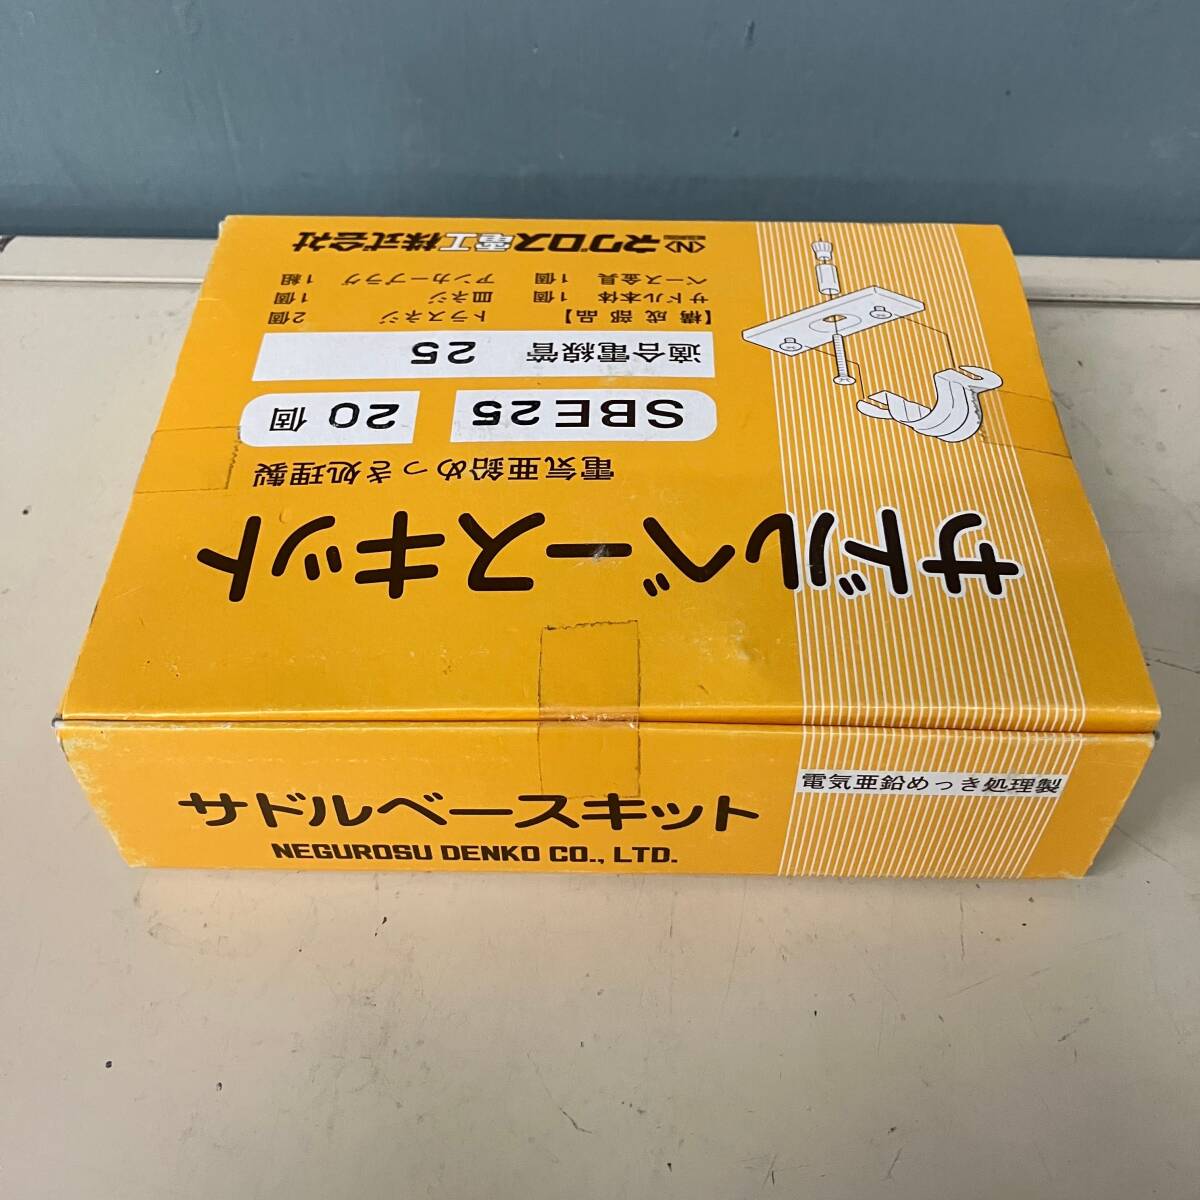 サドルベースキット
電気亜鉛めっき処理製
SBE25 20個
適合電線管 25
【構成部品】 トラスネジ 2個
サドル本体 1個 皿ネジ 1個
ベース金具 1個 アンカープラグ 1組
ネグロス電工株式会社
サドルベースキット
NEGUROSU DENKO CO., LTD.
電気亜鉛めっき処理製